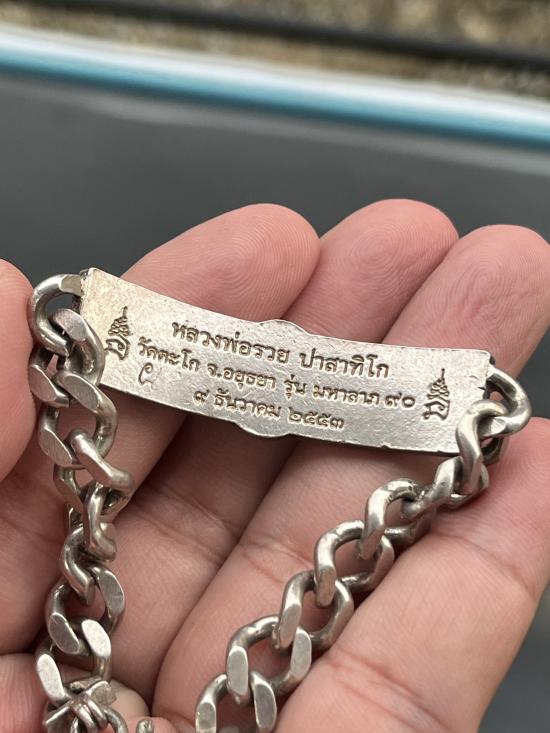 หลวงพ่อรวย ปาสาทิโก
วัดตะโก จ.อยุธยา รุ่น มหาลาภ ๙๐
๙ ธันวาคม ๒๕๕๓